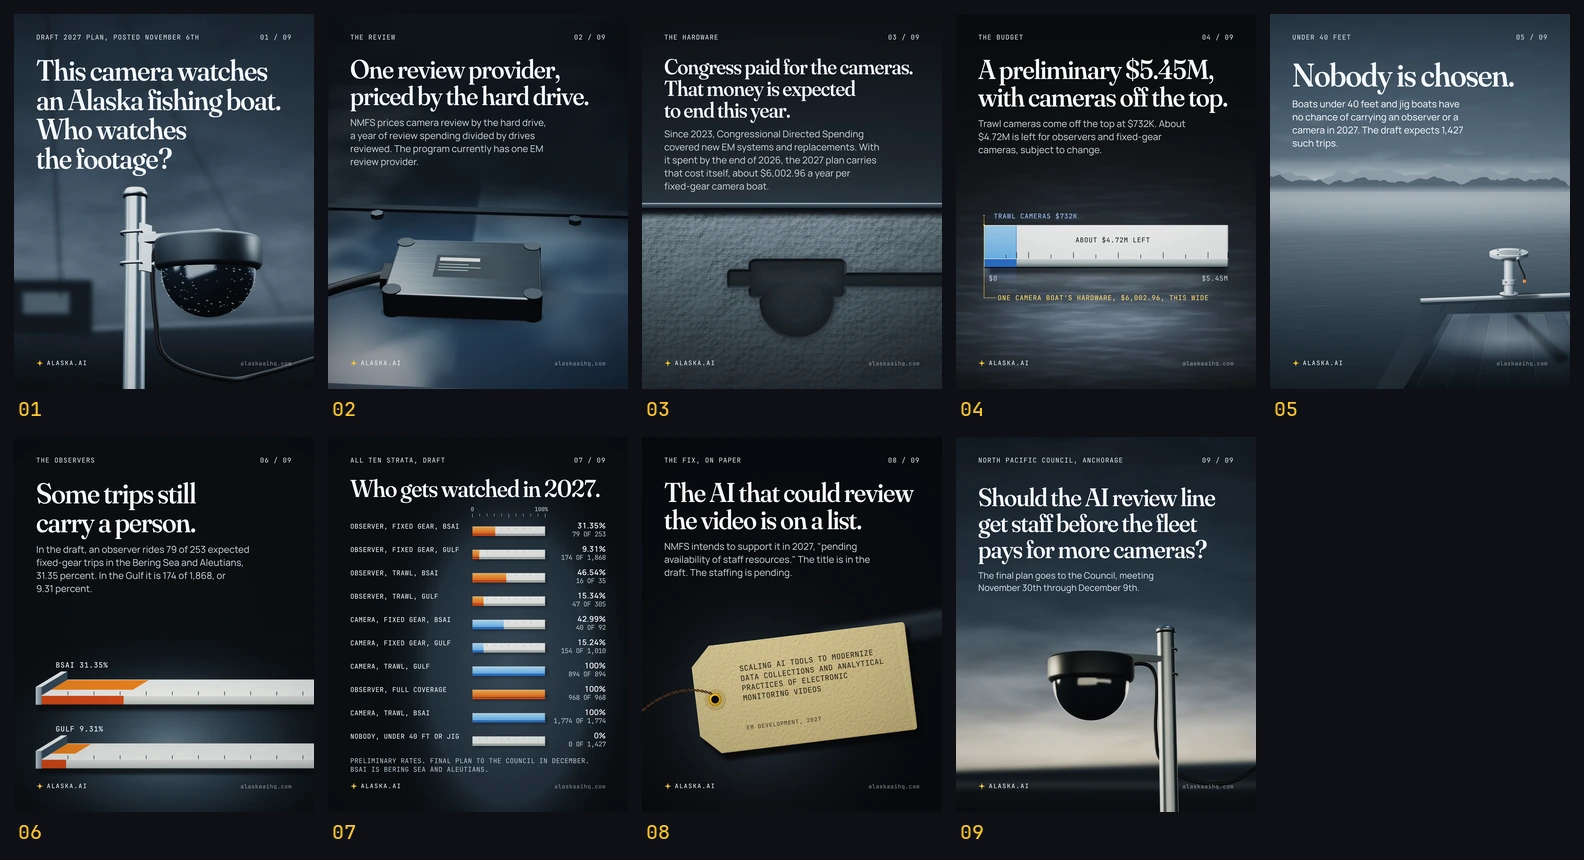 DRAFT 2027 PLAN, POSTED NOVEMBER 6TH
01 / 09
This camera watches
an Alaska fishing boat.
Who watches
the footage?
ALASKA.AI
alaskaaihq.com
01
THE REVIEW
02 / 09
One review provider,
priced by the hard drive.
NMFS prices camera review by the hard drive,
a year of review spending divided by drives
reviewed. The program currently has one EM
review provider.
ALASKA.AI
alaskaaihq.com
02
THE HARDWARE
03 / 09
Congress paid for the cameras.
That money is expected
to end this year.
Since 2023, Congressional Directed Spending
covered new EM systems and replacements. With
it spent by the end of 2026, the 2027 plan carries
that cost itself, about $6,002.96 a year per
fixed-gear camera boat.
ALASKA.AI
alaskaaihq.com
03
THE BUDGET
04 / 09
A preliminary $5.45M,
with cameras off the top.
Trawl cameras come off the top at $732K. About
$4.72M is left for observers and fixed-gear
cameras, subject to change.
TRAWL CAMERAS $732K
ABOUT $4.72M LEFT
$0
$5.45M
ONE CAMERA BOAT'S HARDWARE, $6,002.96, THIS WIDE
ALASKA.AI
alaskaaihq.com
04
UNDER 40 FEET
05 / 09
Nobody is chosen.
Boats under 40 feet and jig boats have
no chance of carrying an observer or a
camera in 2027. The draft expects 1,427
such trips.
ALASKA.AI
alaskaaihq.com
05
THE OBSERVERS
06 / 09
Some trips still
carry a person.
In the draft, an observer rides 79 of 253 expected
fixed-gear trips in the Bering Sea and Aleutians,
31.35 percent. In the Gulf it is 174 of 1,868, or
9.31 percent.
BSAI 31.35%
GULF 9.31%
ALASKA.AI
alaskaaihq.com
06
ALL TEN STRATA, DRAFT
07 / 09
Who gets watched in 2027.
0
100%
OBSERVER, FIXED GEAR, BSAI
31.35%
79 OF 253
OBSERVER, FIXED GEAR, GULF
9.31%
174 OF 1,868
OBSERVER, TRAWL, BSAI
46.54%
16 OF 35
OBSERVER, TRAWL, GULF
15.34%
47 OF 305
CAMERA, FIXED GEAR, BSAI
42.99%
40 OF 92
CAMERA, FIXED GEAR, GULF
15.24%
154 OF 1,010
CAMERA, TRAWL, GULF
100%
894 OF 894
OBSERVER, FULL COVERAGE
100%
968 OF 968
CAMERA, TRAWL, BSAI
100%
1,774 OF 1,774
NOBODY, UNDER 40 FT OR JIG
0%
0 OF 1,427
PRELIMINARY RATES. FINAL PLAN TO THE COUNCIL IN DECEMBER.
BSAI IS BERING SEA AND ALEUTIANS.
ALASKA.AI
alaskaaihq.com
07
THE FIX, ON PAPER
08 / 09
The AI that could review
the video is on a list.
NMFS intends to support it in 2027, "pending
availability of staff resources." The title is in the
draft. The staffing is pending.
SCALING AI TOOLS TO MODERNIZE
DATA COLLECTIONS AND ANALYTICAL
PRACTICES OF ELECTRONIC
MONITORING VIDEOS
EM DEVELOPMENT, 2027
ALASKA.AI
alaskaaihq.com
08
NORTH PACIFIC COUNCIL, ANCHORAGE
09 / 09
Should the AI review line
get staff before the fleet
pays for more cameras?
The final plan goes to the Council, meeting
November 30th through December 9th.
ALASKA.AI
alaskaaihq.com
09